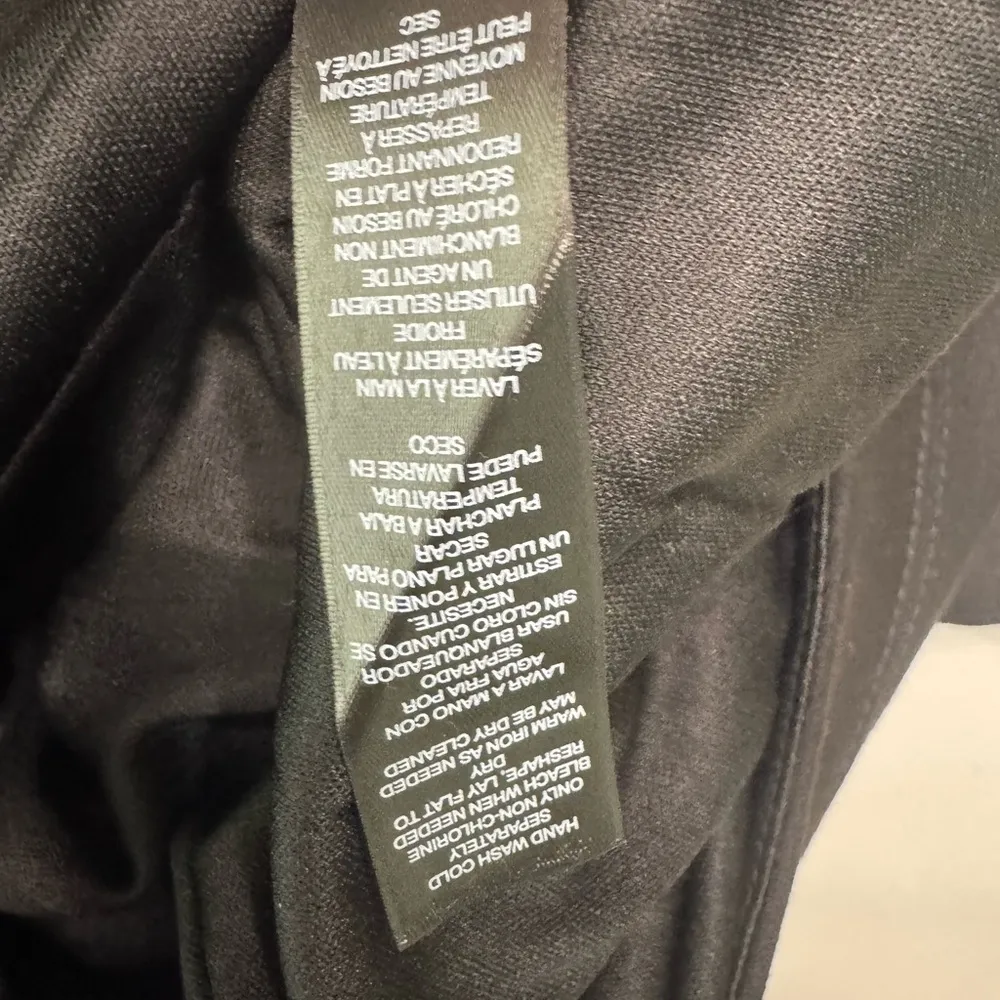 HAND WASH COLD
SEPARATELY
ONLY NON-CHLORINE
BLEACH WHEN NEEDED
RESHAPE, LAY FLAT TO
DRY
WARM IRON AS NEEDED
MAY BE DRY CLEANED
LAVAR A MANO CON
AGUA FRIA POR
SEPARADO
USAR BLANQUEADOR
SIN CLORO CUANDO SE
NECESITE.
ESTIRAR Y PONER EN
UN LUGAR PLANO PARA
SECAR
PLANCHAR A BAJA
TEMPERATURA
PUEDE LAVARSE EN
SECO
LAVER À LA MAIN
SÉPARÉMENT À L'EAU
FROIDE
UTILISER SEULEMENT
UN AGENT DE
BLANCHIMENT NON
CHLORÉ AU BESOIN
SÉCHER À PLAT EN
REDONNANT FORME
REPASSER À
TEMPÉRATURE
MOYENNE AU BESOIN
PEUT ÊTRE NETTOYÉ À
SEC